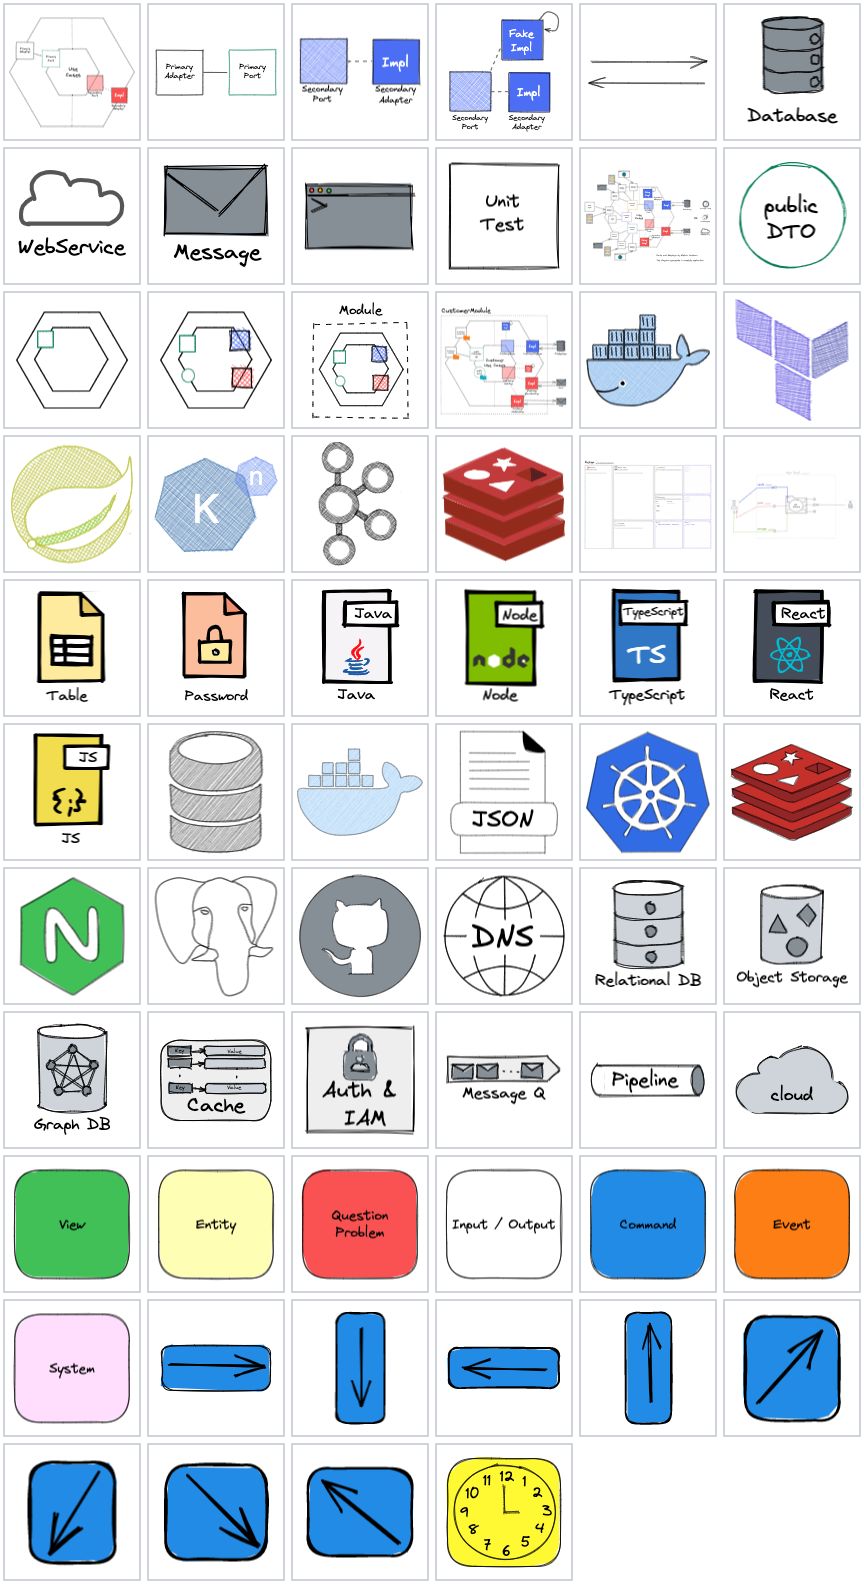 Use
Impl
Primary
Adapter
Primary
Port
Impl
Secondary
Port
Secondary
Adapter
Fake
Impl
Impl
Secondary
Port
Secondary
Adapter
Database
WebService
Message
>_
Unit
Test
public
DTO
Module
CustomerModule
K
n
Table
Password
Java
Java
Node
node
Node
TypeScript
TS
TypeScript
React
React
JS
{;}
JS
JSON
N
DNS
Relational DB
Object Storage
Graph DB
Key
Value
Key
Value
Cache
Auth &
IAM
...
Message Q
Pipeline
cloud
View
Entity
Question
Problem
Input / Output
Command
Event
System
12
1
2
3
4
5
6
7
8
9
10
11